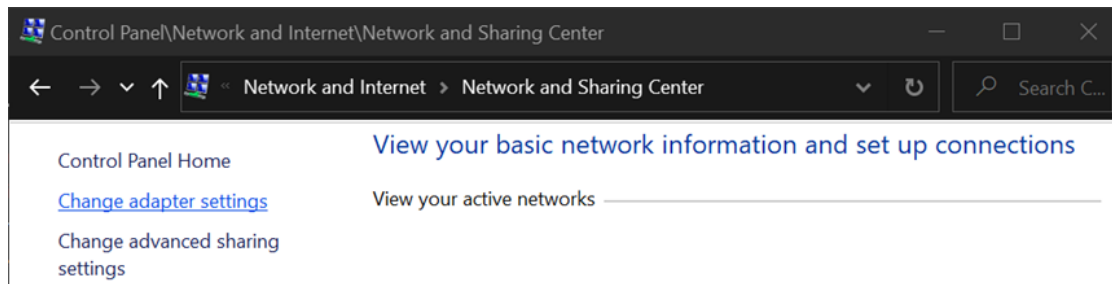 Control Panel\Network and Internet\Network and Sharing Center
« Network and Internet > Network and Sharing Center
Search C...
Control Panel Home
Change adapter settings
Change advanced sharing
settings
View your basic network information and set up connections
View your active networks